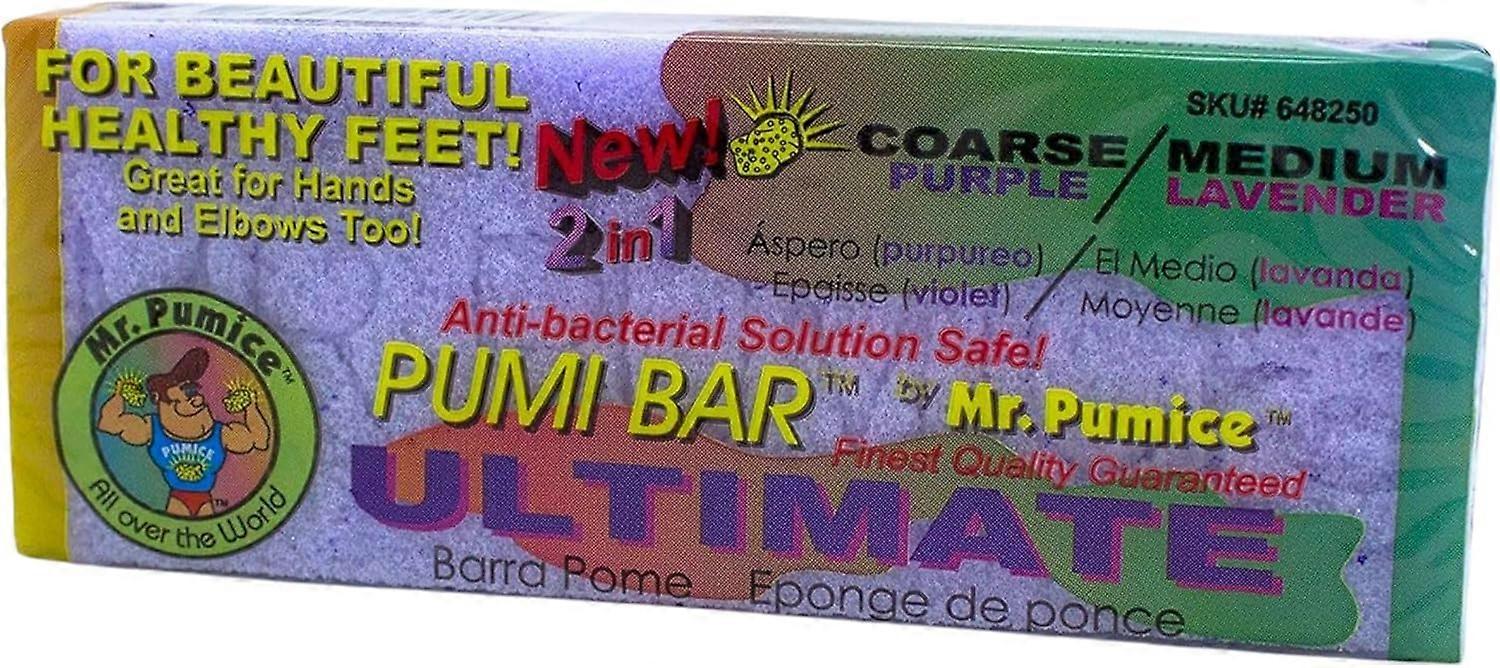 FOR BEAUTIFUL
HEALTHY FEET!
Great for Hands
and Elbows Too!
New!
2 in 1
SKU# 648250
COARSE / MEDIUM
PURPLE LAVENDER
Áspero (purpureo) / El Medio (lavanda)
Epaisse (violet) / Moyenne (lavande)
Anti-bacterial Solution Safe!
PUMI BAR™ by Mr. Pumice™
Finest Quality Guaranteed
ULTIMATE
Barra Pome Eponge de ponce
Mr. Pumice™
PUMICE
TM
All over the World